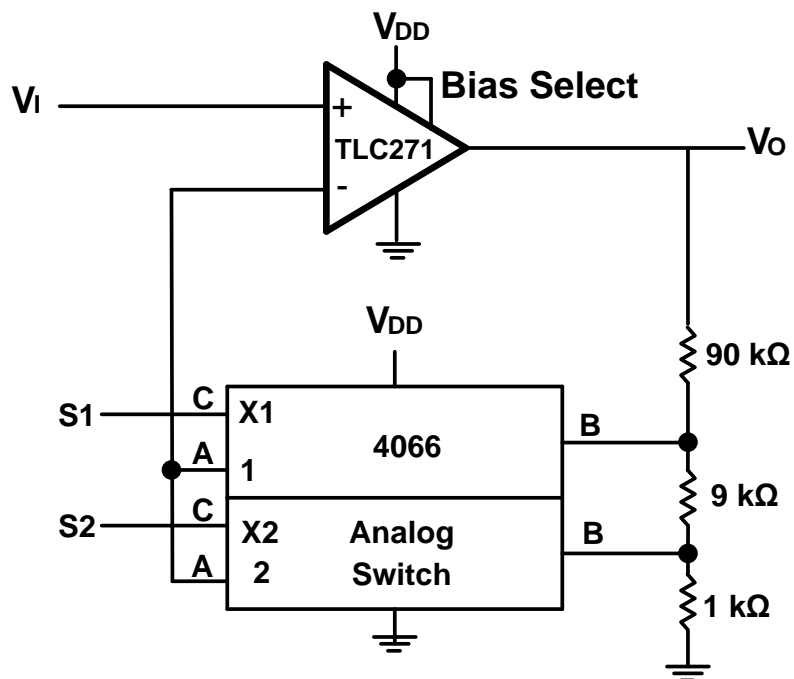 VDD
Bias Select
VI
+
TLC271
VO
-
VDD
90 kΩ
S1
C
X1
B
4066
A
1
9 kΩ
S2
C
X2
Analog
B
A
2
Switch
1 kΩ